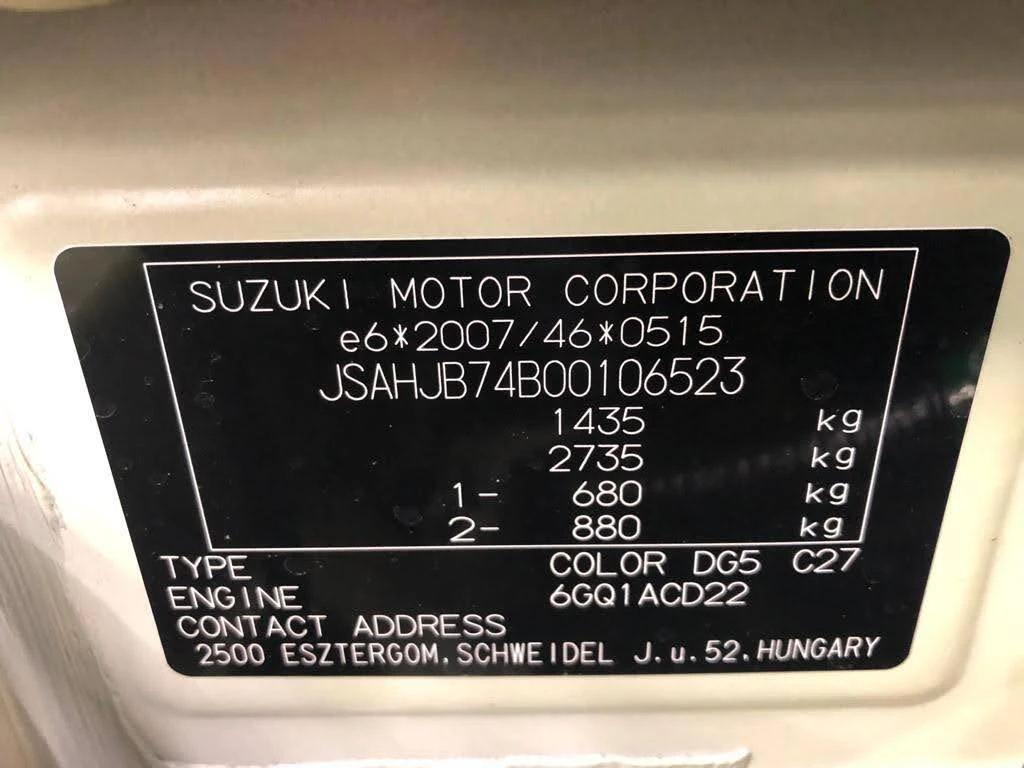 SUZUKI MOTOR CORPORATION
e6*2007/46*0515
JSAHJB74B00106523
1435 kg
2735 kg
1- 680 kg
2- 880 kg
TYPE COLOR DG5 C27
ENGINE 6GQ1ACD22
CONTACT ADDRESS
2500 ESZTERGOM.SCHWEIDEL J.u.52.HUNGARY